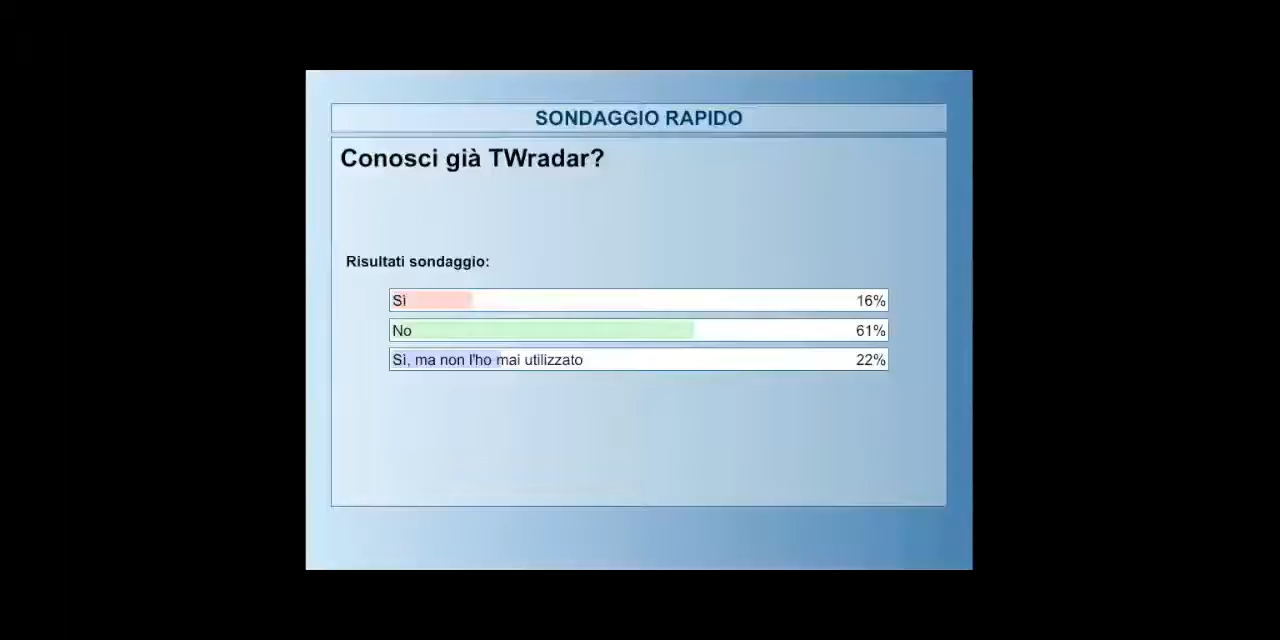 SONDAGGIO RAPIDO
Conosci già TWradar?
Risultati sondaggio:
Sì 16%
No 61%
Sì, ma non l'ho mai utilizzato 22%